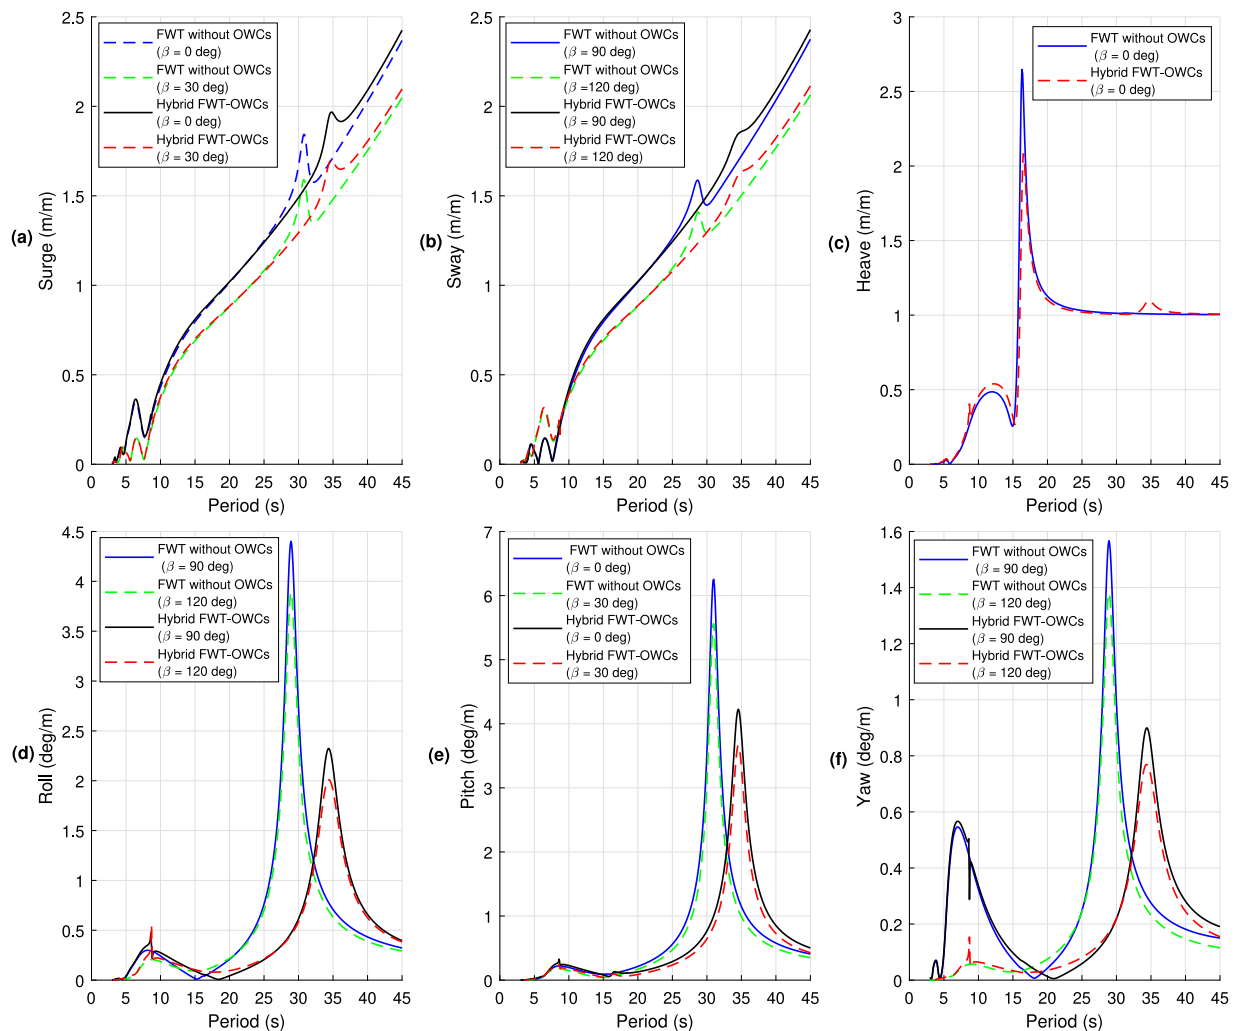 2.5
2
1.5
1
0.5
0
0 5 10 15 20 25 30 35 40 45
Period (s)
Surge (m/m)
(a)
FWT without OWCs
(β = 0 deg)
FWT without OWCs
(β = 30 deg)
Hybrid FWT-OWCs
(β = 0 deg)
Hybrid FWT-OWCs
(β = 30 deg)
2.5
2
1.5
1
0.5
0
0 5 10 15 20 25 30 35 40 45
Period (s)
Sway (m/m)
(b)
FWT without OWCs
(β = 90 deg)
FWT without OWCs
(β =120 deg)
Hybrid FWT-OWCs
(β = 90 deg)
Hybrid FWT-OWCs
(β = 120 deg)
3
2.5
2
1.5
1
0.5
0
0 5 10 15 20 25 30 35 40 45
Period (s)
Heave (m/m)
(c)
FWT without OWCs
(β = 0 deg)
Hybrid FWT-OWCs
(β = 0 deg)
4.5
4
3.5
3
2.5
2
1.5
1
0.5
0
0 5 10 15 20 25 30 35 40 45
Period (s)
Roll (deg/m)
(d)
FWT without OWCs
(β = 90 deg)
FWT without OWCs
(β = 120 deg)
Hybrid FWT-OWCs
(β = 90 deg)
Hybrid FWT-OWCs
(β = 120 deg)
7
6
5
4
3
2
1
0
0 5 10 15 20 25 30 35 40 45
Period (s)
Pitch (deg/m)
(e)
FWT without OWCs
(β = 0 deg)
FWT without OWCs
(β = 30 deg)
Hybrid FWT-OWCs
(β = 0 deg)
Hybrid FWT-OWCs
(β = 30 deg)
1.6
1.4
1.2
1
0.8
0.6
0.4
0.2
0
0 5 10 15 20 25 30 35 40 45
Period (s)
Yaw (deg/m)
(f)
FWT without OWCs
(β = 90 deg)
FWT without OWCs
(β = 120 deg)
Hybrid FWT-OWCs
(β = 90 deg)
Hybrid FWT-OWCs
(β = 120 deg)